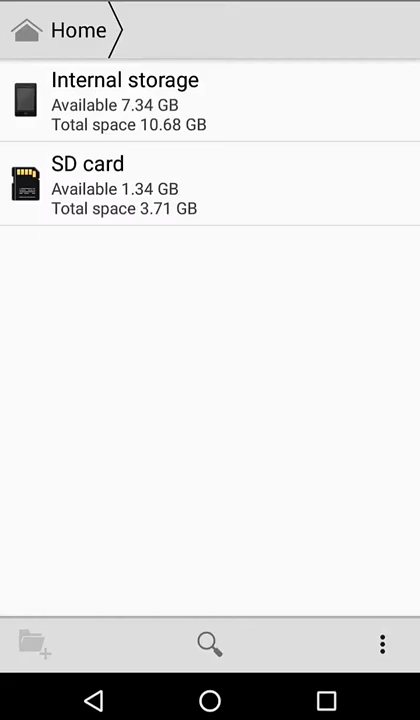 Home
Internal storage
Available 7.34 GB
Total space 10.68 GB
SD card
Available 1.34 GB
Total space 3.71 GB